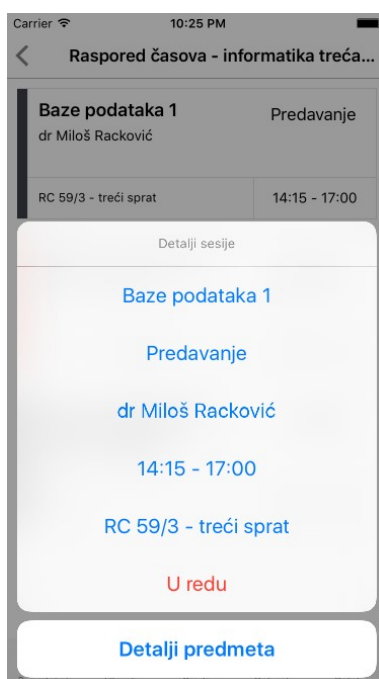 Carrier 10:25 PM
Raspored časova - informatika treća...
Baze podataka 1 Predavanje
dr Miloš Racković
RC 59/3 - treći sprat 14:15 - 17:00
Detalji sesije
Baze podataka 1
Predavanje
dr Miloš Racković
14:15 - 17:00
RC 59/3 - treći sprat
U redu
Detalji predmeta